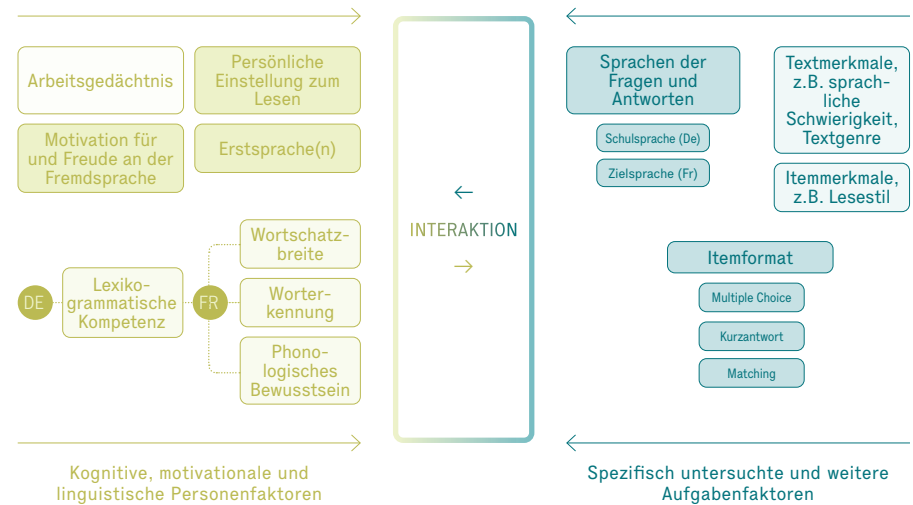 Arbeitsgedächtnis
Persönliche
Einstellung zum
Lesen
Motivation für
und Freude an der
Fremdsprache
Erstsprache(n)
DE
Lexiko-
grammatische
Kompetenz
FR
Wortschatz-
breite
Worter-
kennung
Phono-
logisches
Bewusstsein
Kognitive, motivationale und
linguistische Personenfaktoren
←
INTERAKTION
→
Sprachen der
Fragen und
Antworten
Schulsprache (De)
Zielsprache (Fr)
Textmerkmale,
z.B. sprach-
liche
Schwierigkeit,
Textgenre
Itemmerkmale,
z.B. Lesestil
Itemformat
Multiple Choice
Kurzantwort
Matching
Spezifisch untersuchte und weitere
Aufgabenfaktoren